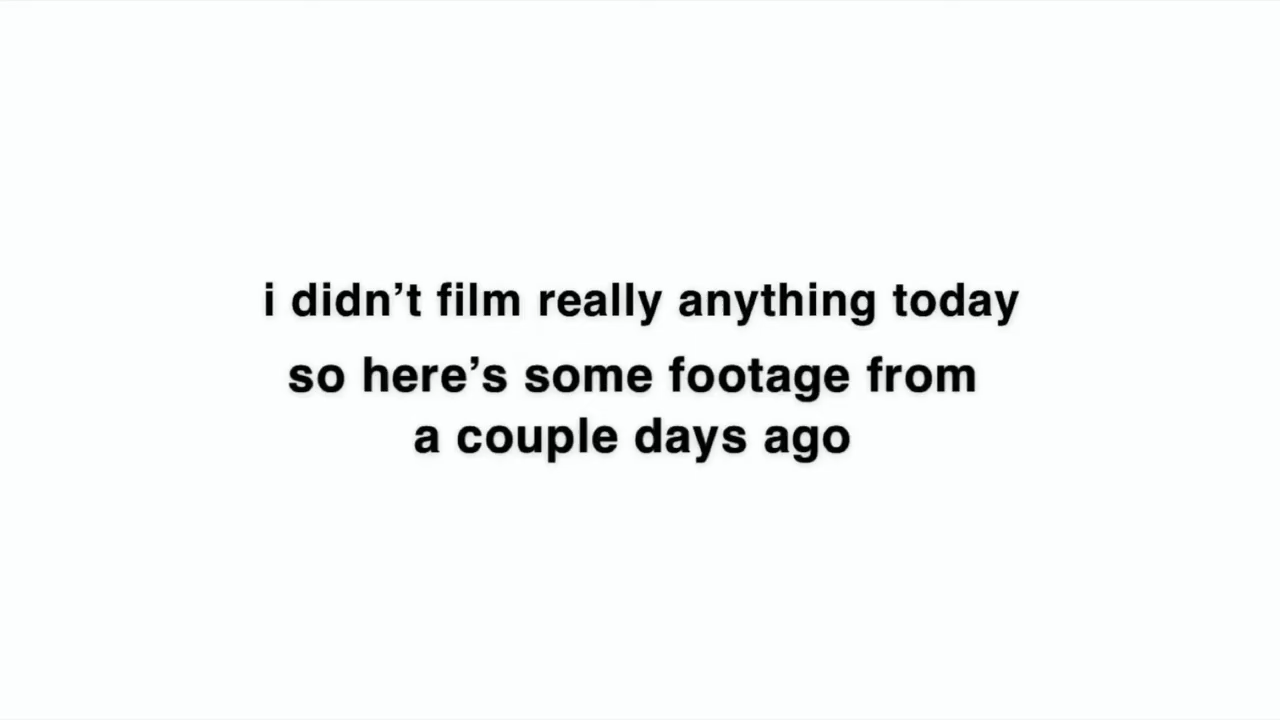 i didn’t film really anything today
so here’s some footage from
a couple days ago